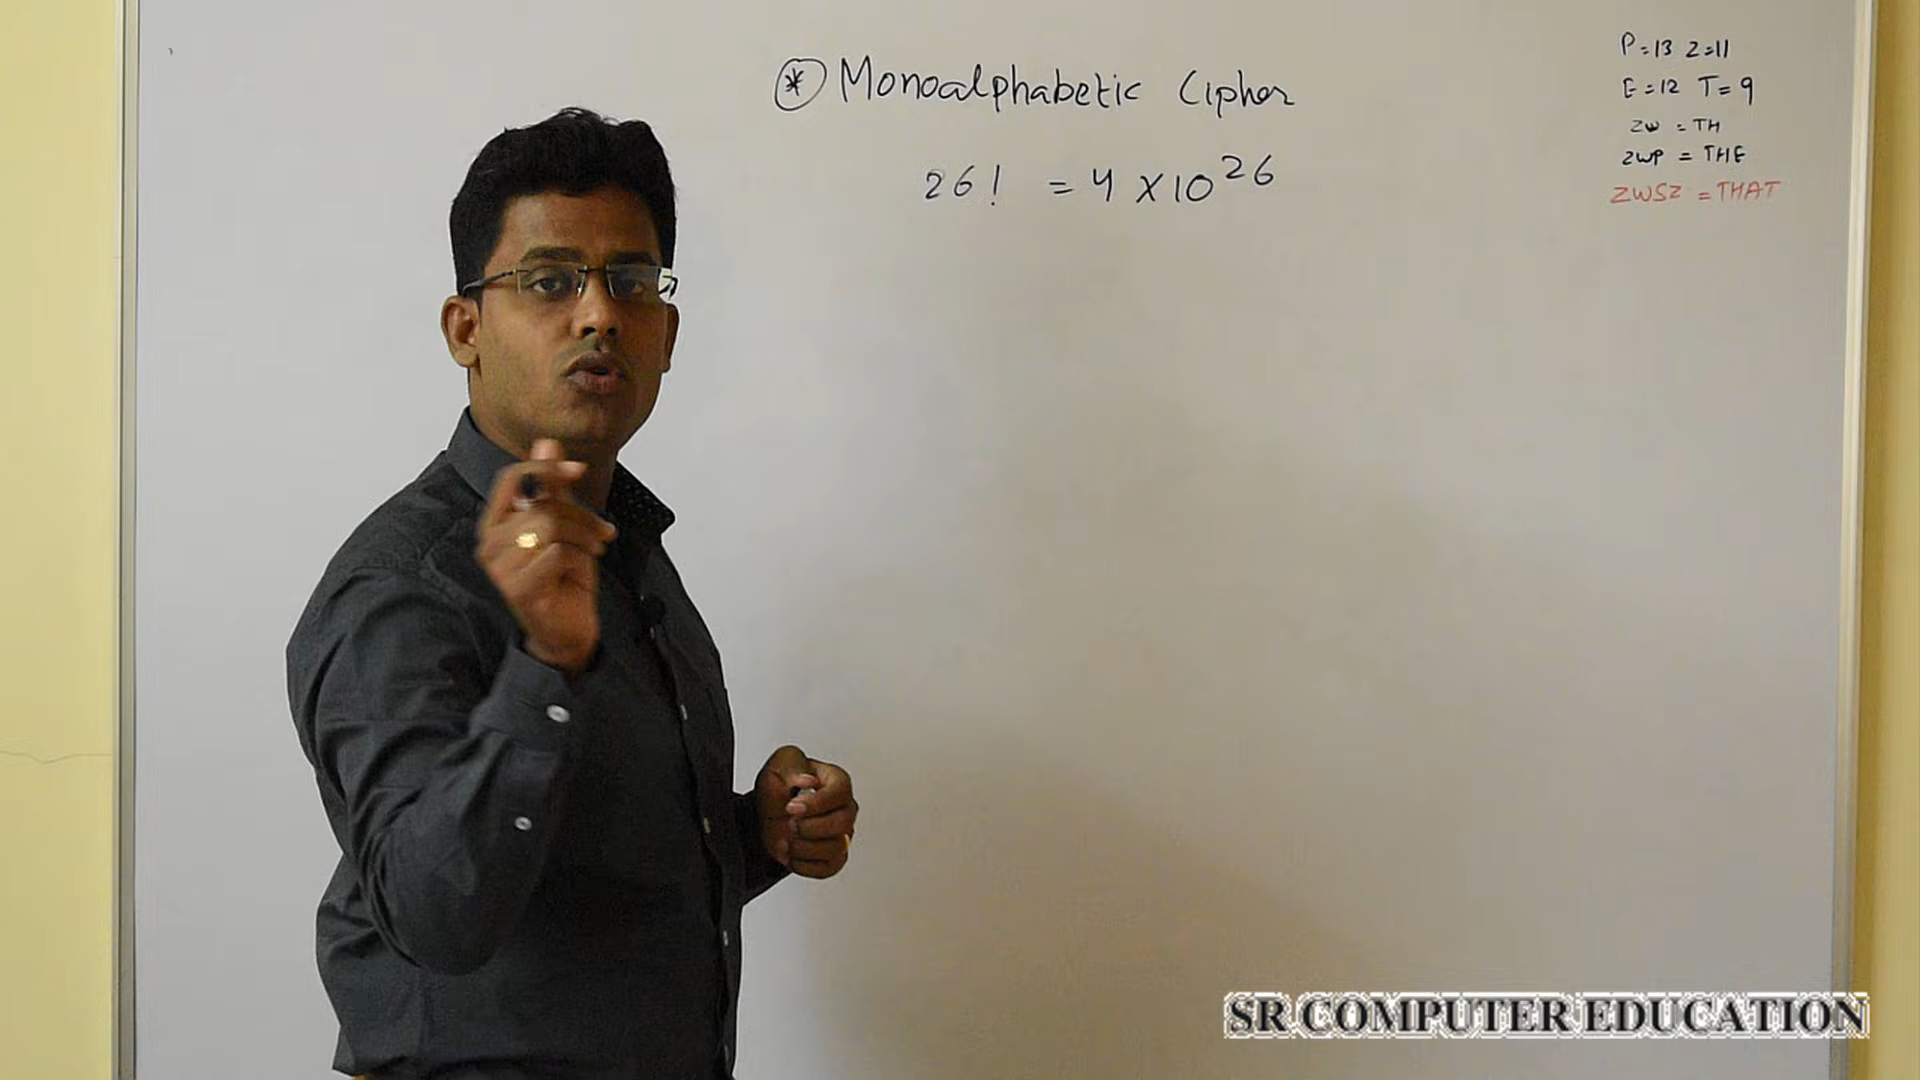 * Monoalphabetic Cipher
26! = 4 X 10^26
P = 13 Z = 11
E = 12 T = 9
ZW = TH
ZWP = THE
ZWSZ = THAT
SR COMPUTER EDUCATION